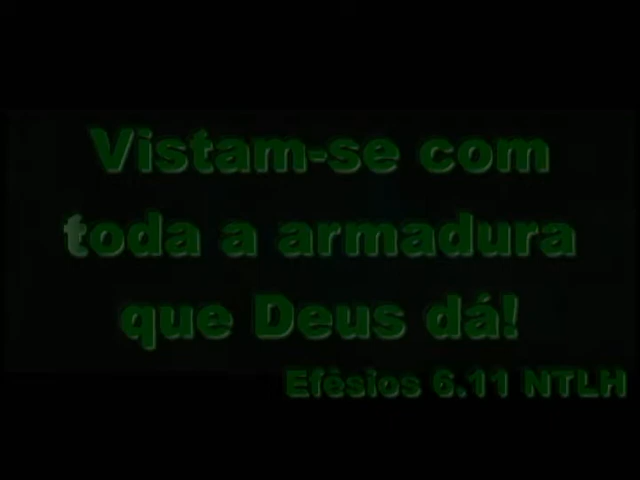 Vistam-se com
toda a armadura
que Deus dá!
Efésios 6.11 NTLH